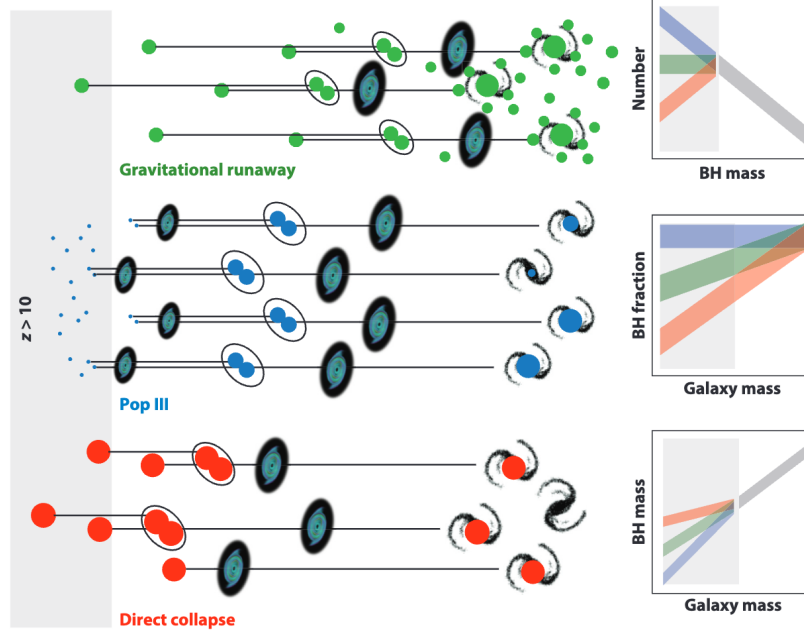 Gravitational runaway
z > 10
Pop III
Direct collapse
Number
BH mass
BH fraction
Galaxy mass
BH mass
Galaxy mass